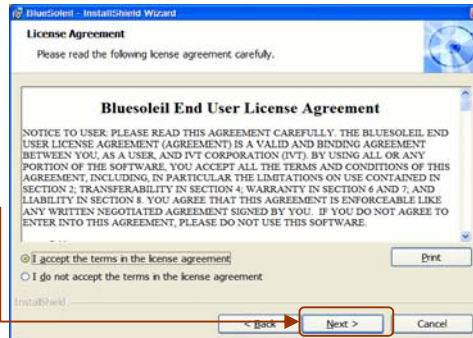 BlueSoleil - InstallShield Wizard
License Agreement
Please read the following license agreement carefully.
Bluesoleil End User License Agreement
NOTICE TO USER: PLEASE READ THIS AGREEMENT CAREFULLY. THE BLUESOLEIL END
USER LICENSE AGREEMENT (AGREEMENT) IS A VALID AND BINDING AGREEMENT
BETWEEN YOU, AS A USER, AND IVT CORPORATION (IVT). BY USING ALL OR ANY
PORTION OF THE SOFTWARE, YOU ACCEPT ALL THE TERMS AND CONDITIONS OF THIS
AGREEMENT, INCLUDING, IN PARTICULAR THE LIMITATIONS ON USE CONTAINED IN
SECTION 2; TRANSFERABILITY IN SECTION 4; WARRANTY IN SECTION 6 AND 7; AND
LIABILITY IN SECTION 8. YOU AGREE THAT THIS AGREEMENT IS ENFORCEABLE LIKE
ANY WRITTEN NEGOTIATED AGREEMENT SIGNED BY YOU. IF YOU DO NOT AGREE TO
ENTER INTO THIS AGREEMENT, PLEASE DO NOT USE THIS SOFTWARE.
I accept the terms in the license agreement
Print
I do not accept the terms in the license agreement
InstallShield
< Back
Next >
Cancel